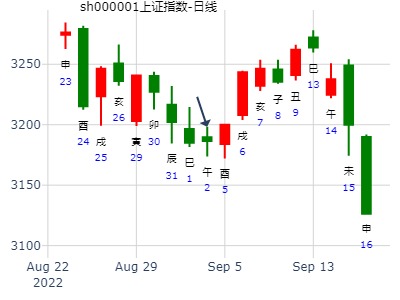 sh000001上证指数-日线
3250
3200
3150
3100
申
23
酉
24
戌
25
亥
26
寅
29
卯
30
辰
31
巳
1
午
2
酉
5
戌
6
亥
7
子
8
丑
9
巳
13
午
14
未
15
申
16
Aug 22
2022
Aug 29
Sep 5
Sep 13